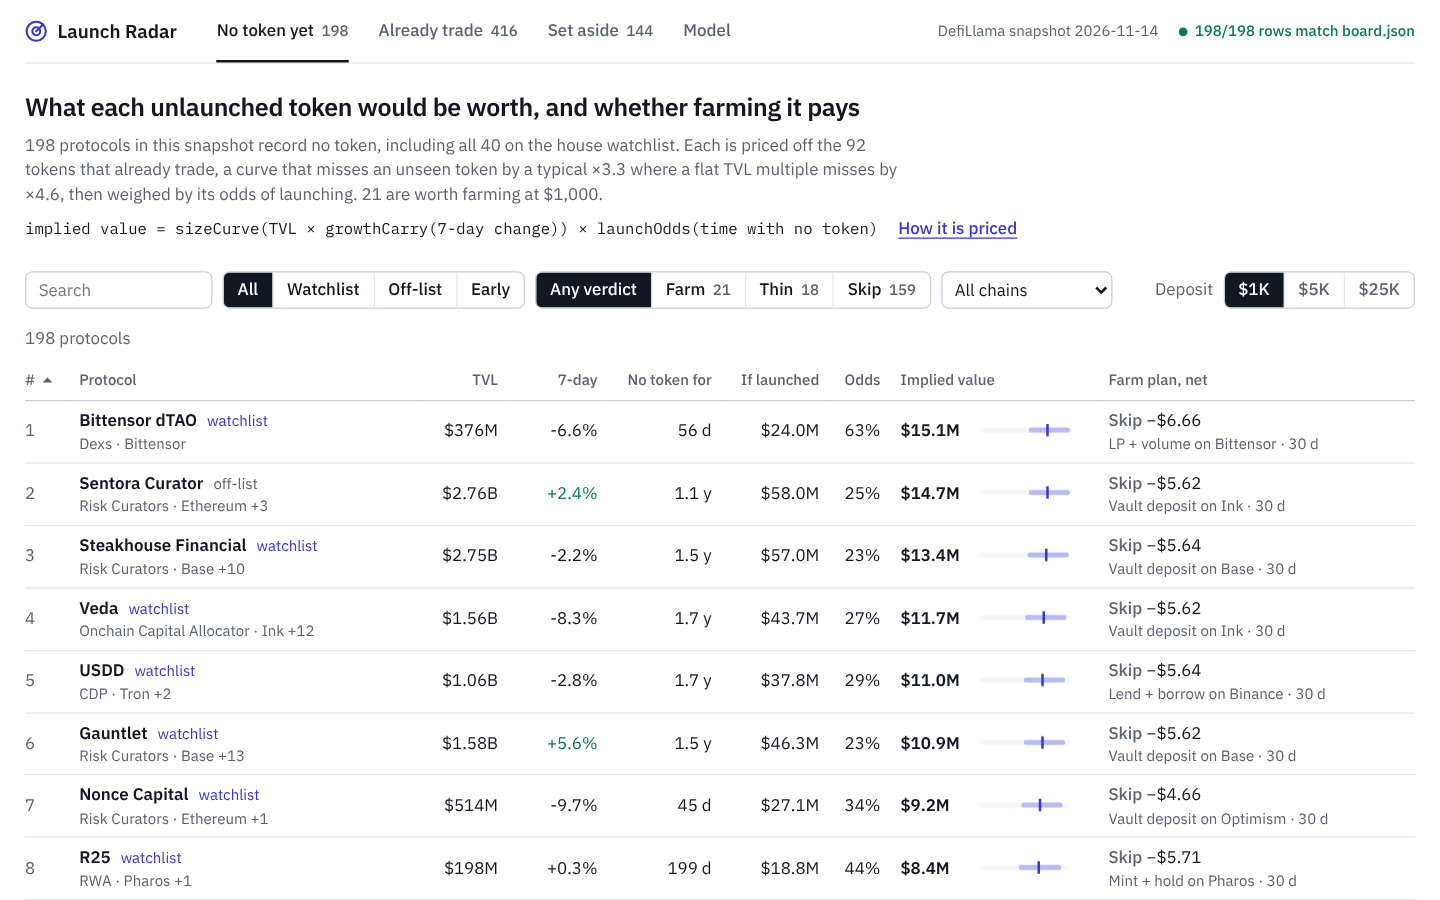 Launch Radar No token yet 198 Already trade 416 Set aside 144 Model DefiLlama snapshot 2026-11-14 198/198 rows match board.json
What each unlaunched token would be worth, and whether farming it pays
198 protocols in this snapshot record no token, including all 40 on the house watchlist. Each is priced off the 92
tokens that already trade, a curve that misses an unseen token by a typical ×3.3 where a flat TVL multiple misses by
×4.6, then weighed by its odds of launching. 21 are worth farming at $1,000.
implied value = sizeCurve(TVL × growthCarry(7-day change)) × launchOdds(time with no token) How it is priced
Search All Watchlist Off-list Early Any verdict Farm 21 Thin 18 Skip 159 All chains Deposit $1K $5K $25K
198 protocols
# Protocol TVL 7-day No token for If launched Odds Implied value Farm plan, net
1 Bittensor dTAO watchlist $376M -6.6% 56 d $24.0M 63% $15.1M Skip −$6.66
Dexs · Bittensor LP + volume on Bittensor · 30 d
2 Sentora Curator off-list $2.76B +2.4% 1.1 y $58.0M 25% $14.7M Skip −$5.62
Risk Curators · Ethereum +3 Vault deposit on Ink · 30 d
3 Steakhouse Financial watchlist $2.75B -2.2% 1.5 y $57.0M 23% $13.4M Skip −$5.64
Risk Curators · Base +10 Vault deposit on Base · 30 d
4 Veda watchlist $1.56B -8.3% 1.7 y $43.7M 27% $11.7M Skip −$5.62
Onchain Capital Allocator · Ink +12 Vault deposit on Ink · 30 d
5 USDD watchlist $1.06B -2.8% 1.7 y $37.8M 29% $11.0M Skip −$5.64
CDP · Tron +2 Lend + borrow on Binance · 30 d
6 Gauntlet watchlist $1.58B +5.6% 1.5 y $46.3M 23% $10.9M Skip −$5.62
Risk Curators · Base +13 Vault deposit on Base · 30 d
7 Nonce Capital watchlist $514M -9.7% 45 d $27.1M 34% $9.2M Skip −$4.66
Risk Curators · Ethereum +1 Vault deposit on Optimism · 30 d
8 R25 watchlist $198M +0.3% 199 d $18.8M 44% $8.4M Skip −$5.71
RWA · Pharos +1 Mint + hold on Pharos · 30 d